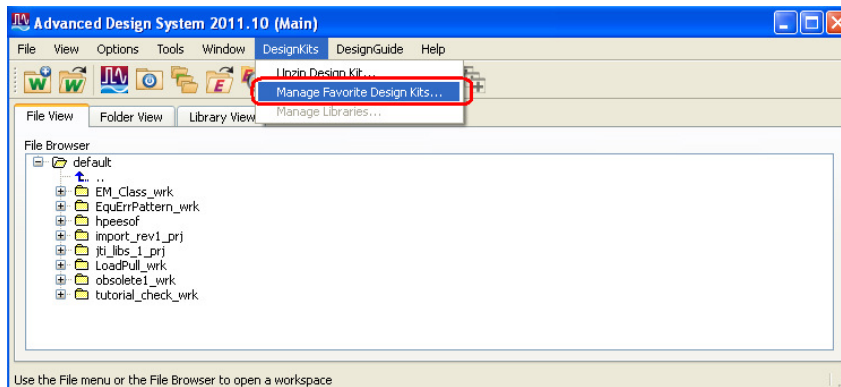 Advanced Design System 2011.10 (Main)
File View Options Tools Window DesignKits DesignGuide Help
Unzip Design Kit...
Manage Favorite Design Kits...
Manage Libraries...
File View Folder View Library View
File Browser
default
..
EM_Class_wrk
EquErrPattern_wrk
hpeesof
import_rev1_prj
jti_libs_1_prj
LoadPull_wrk
obsolete1_wrk
tutorial_check_wrk
Use the File menu or the File Browser to open a workspace